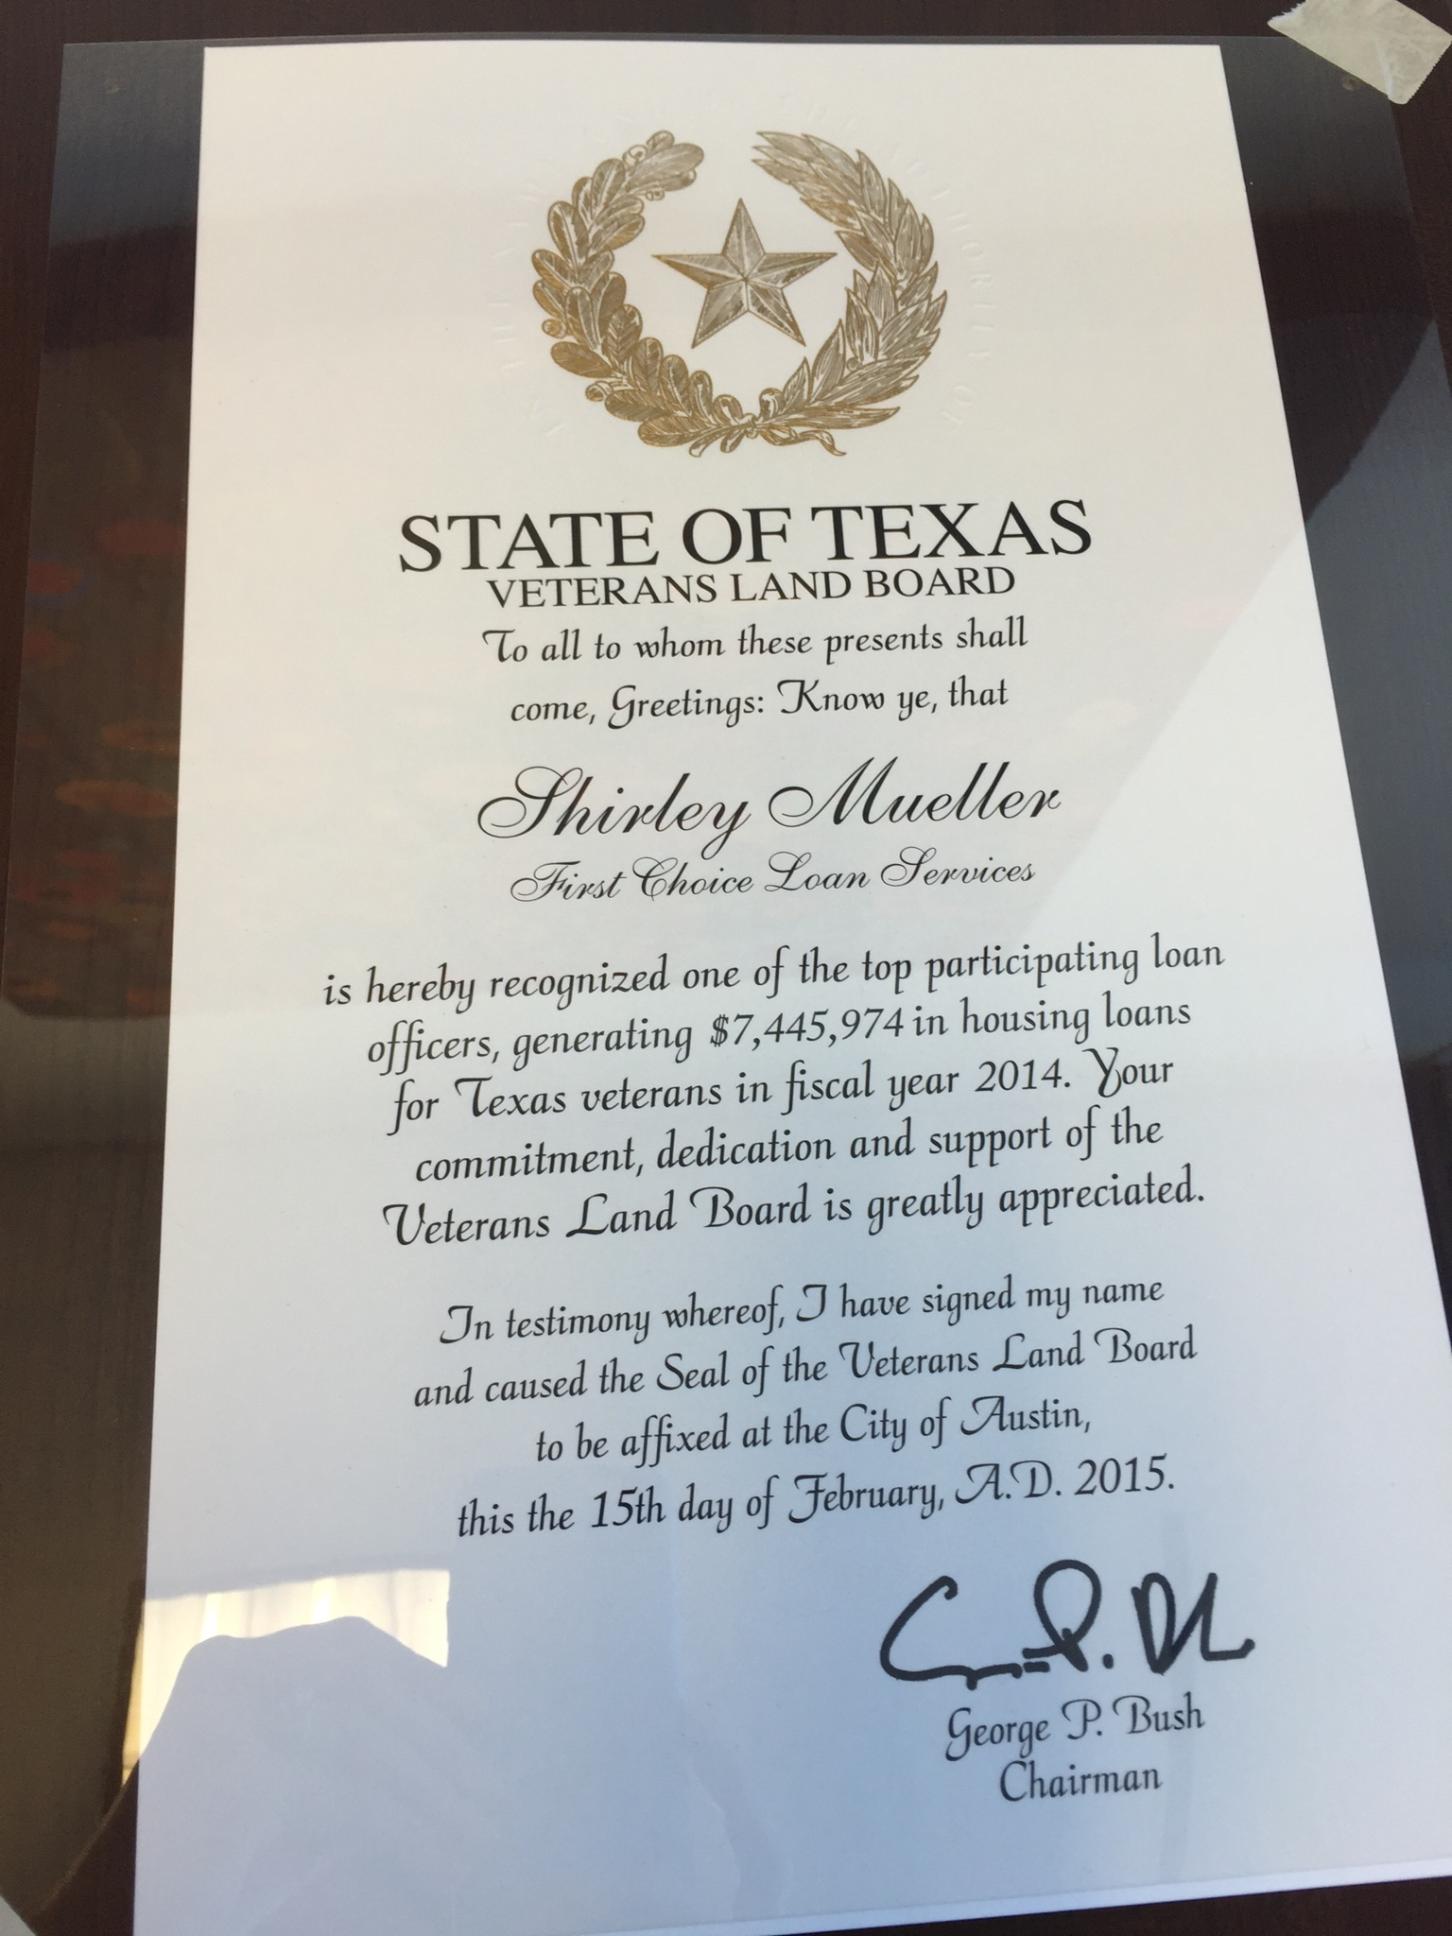 STATE OF TEXAS
VETERANS LAND BOARD
To all to whom these presents shall
come, Greetings: Know ye, that
Shirley Mueller
First Choice Loan Services
is hereby recognized one of the top participating loan
officers, generating $7,445,974 in housing loans
for Texas veterans in fiscal year 2014. Your
commitment, dedication and support of the
Veterans Land Board is greatly appreciated.
In testimony whereof, I have signed my name
and caused the Seal of the Veterans Land Board
to be affixed at the City of Austin,
this the 15th day of February, A.D. 2015.
George P. Bush
Chairman